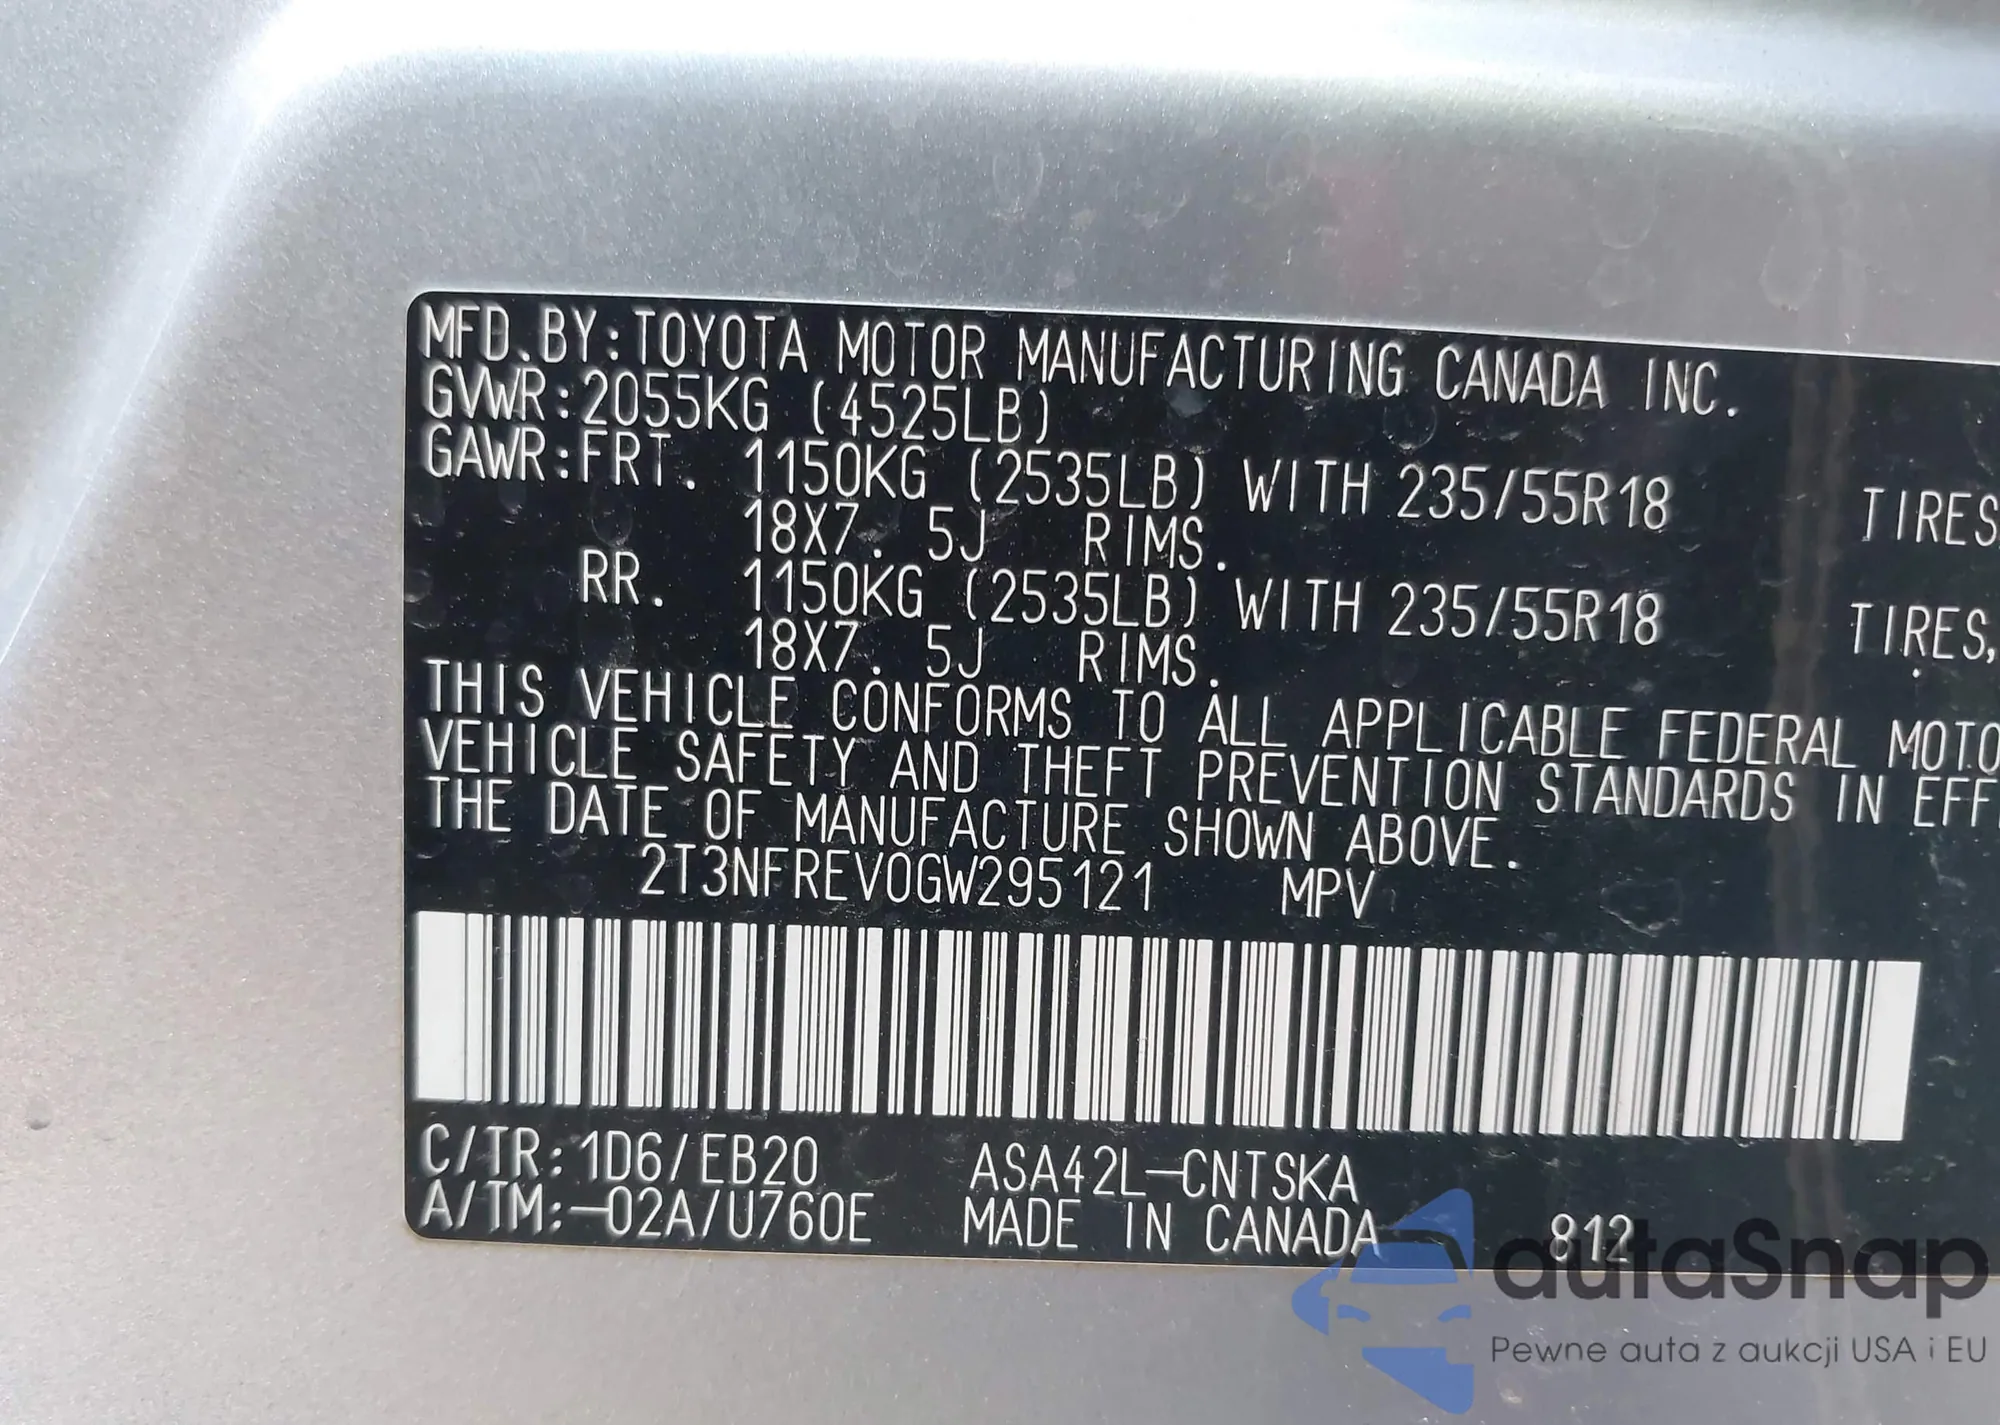 MFD.BY:TOYOTA MOTOR MANUFACTURING CANADA INC.
GVWR:2055KG (4525LB)
GAWR:FRT. 1150KG (2535LB) WITH 235/55R18 TIRES,
18X7. 5J RIMS.
RR. 1150KG (2535LB) WITH 235/55R18 TIRES,
18X7. 5J RIMS.
THIS VEHICLE CONFORMS TO ALL APPLICABLE FEDERAL MOTO
VEHICLE SAFETY AND THEFT PREVENTION STANDARDS IN EFF
THE DATE OF MANUFACTURE SHOWN ABOVE.
2T3NFREV0GW295121 MPV
C/TR:1D6/EB20 ASA42L-CNTSKA
A/TM:-02A/U760E MADE IN CANADA 812
autaSnap
Pewne auta z aukcji USA i EU